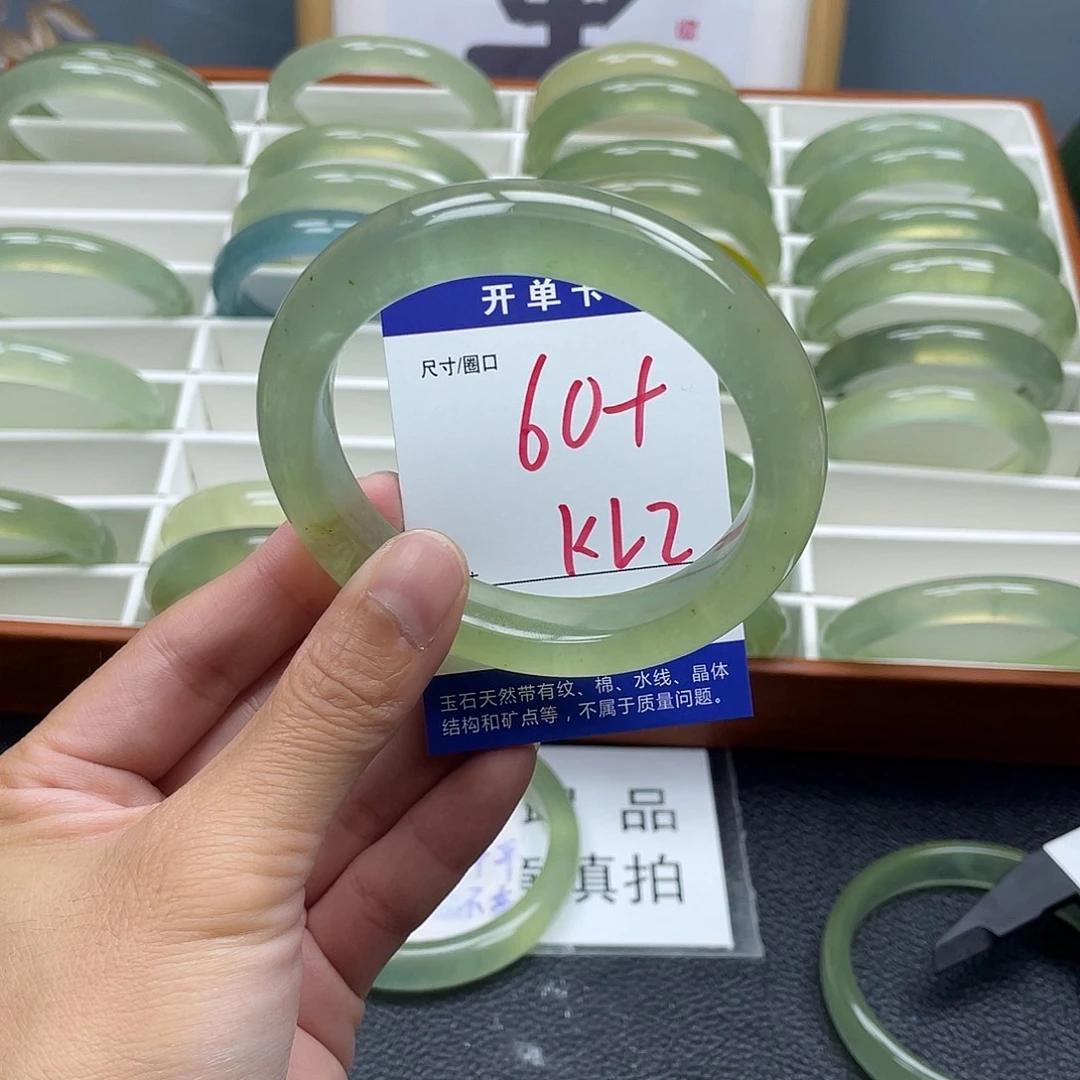 开单卡
尺寸/圈口
60+
KLZ
玉石天然带有纹、棉、水线、晶体
结构和矿点等，不属于质量问题。
品
真拍